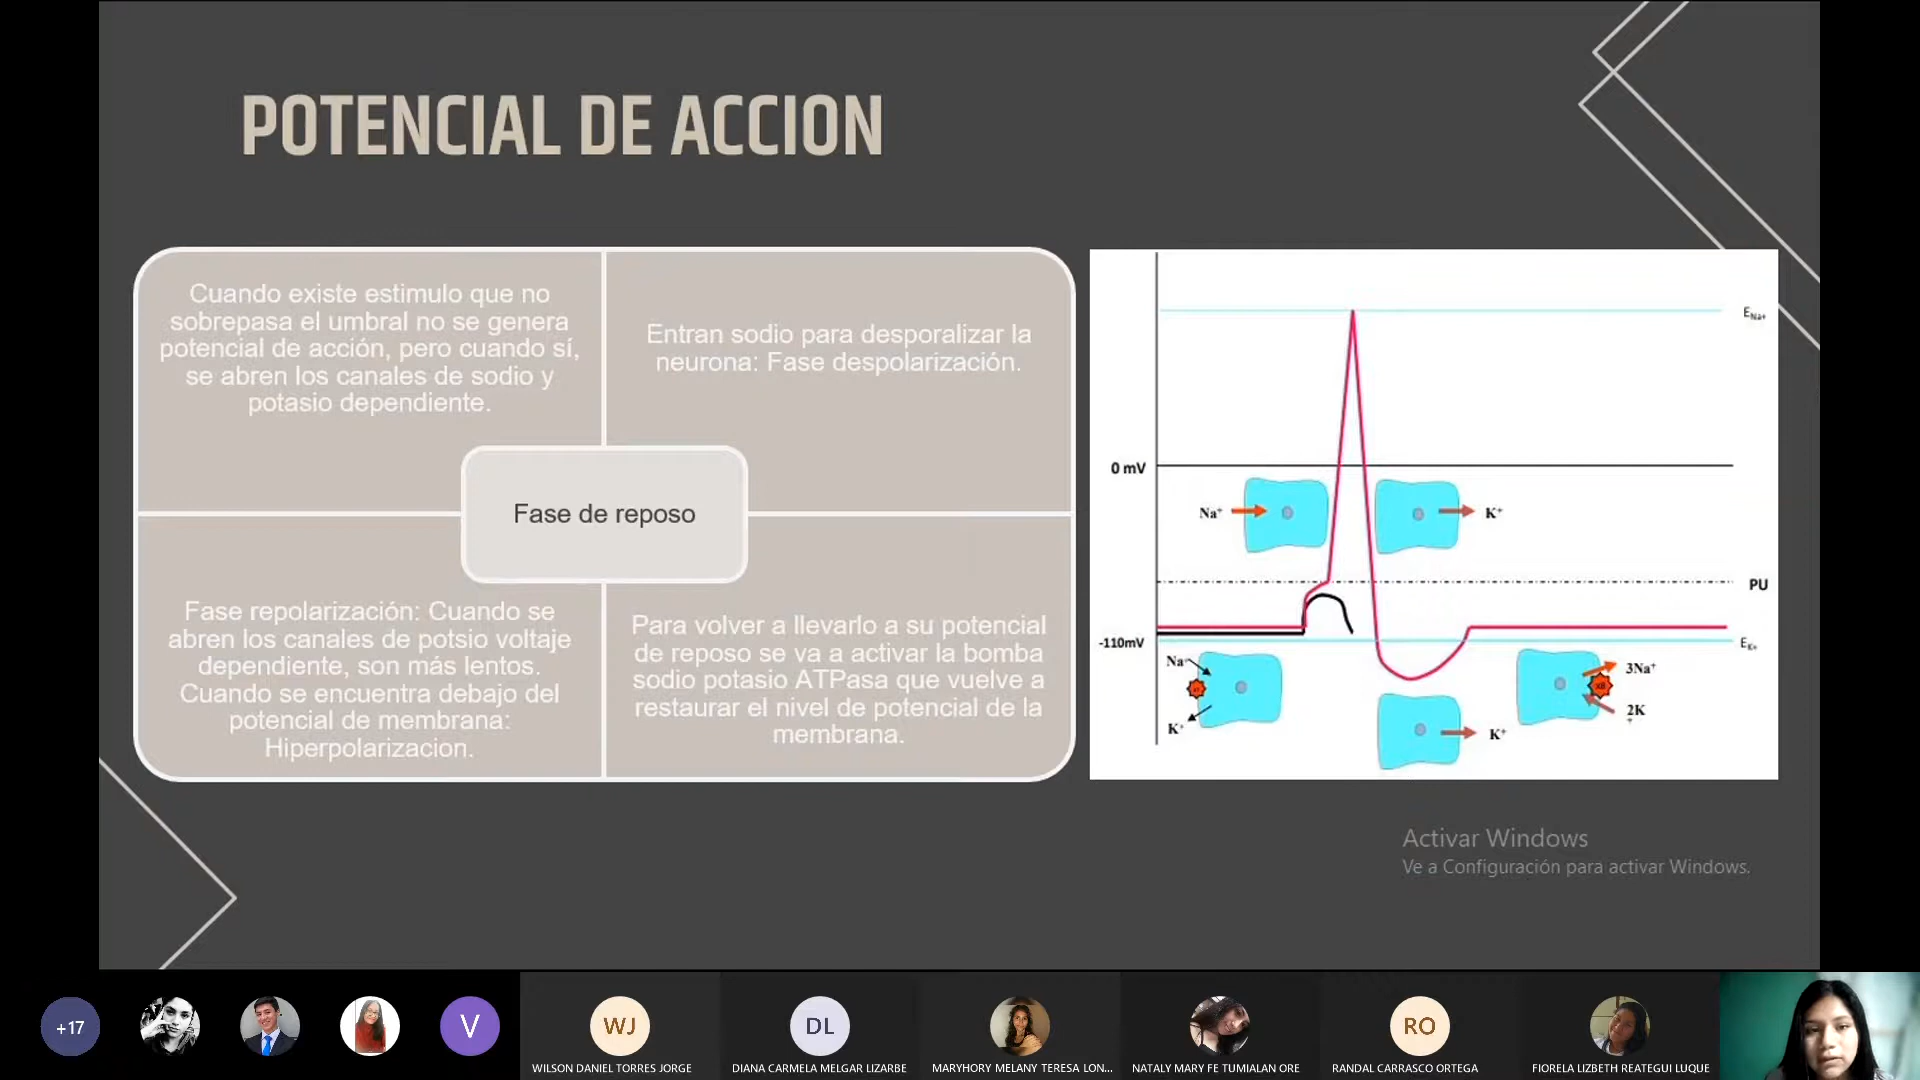 POTENCIAL DE ACCION
Cuando existe estimulo que no
sobrepasa el umbral no se genera
potencial de acción, pero cuando sí,
se abren los canales de sodio y
potasio dependiente.
Entran sodio para desporalizar la
neurona: Fase despolarización.
Fase de reposo
Fase repolarización: Cuando se
abren los canales de potsio voltaje
dependiente, son más lentos.
Cuando se encuentra debajo del
potencial de membrana:
Hiperpolarizacion.
Para volver a llevarlo a su potencial
de reposo se va a activar la bomba
sodio potasio ATPasa que vuelve a
restaurar el nivel de potencial de la
membrana.
E Na+
0 mV
Na+
K+
PU
-110mV
E K+
Na+
K+
K+
3Na+
2K
+
Activar Windows
Ve a Configuración para activar Windows.
+17
V
WJ
DL
RO
WILSON DANIEL TORRES JORGE
DIANA CARMELA MELGAR LIZARBE
MARYHORY MELANY TERESA LON...
NATALY MARY FE TUMIALAN ORE
RANDAL CARRASCO ORTEGA
FIORELA LIZBETH REATEGUI LUQUE